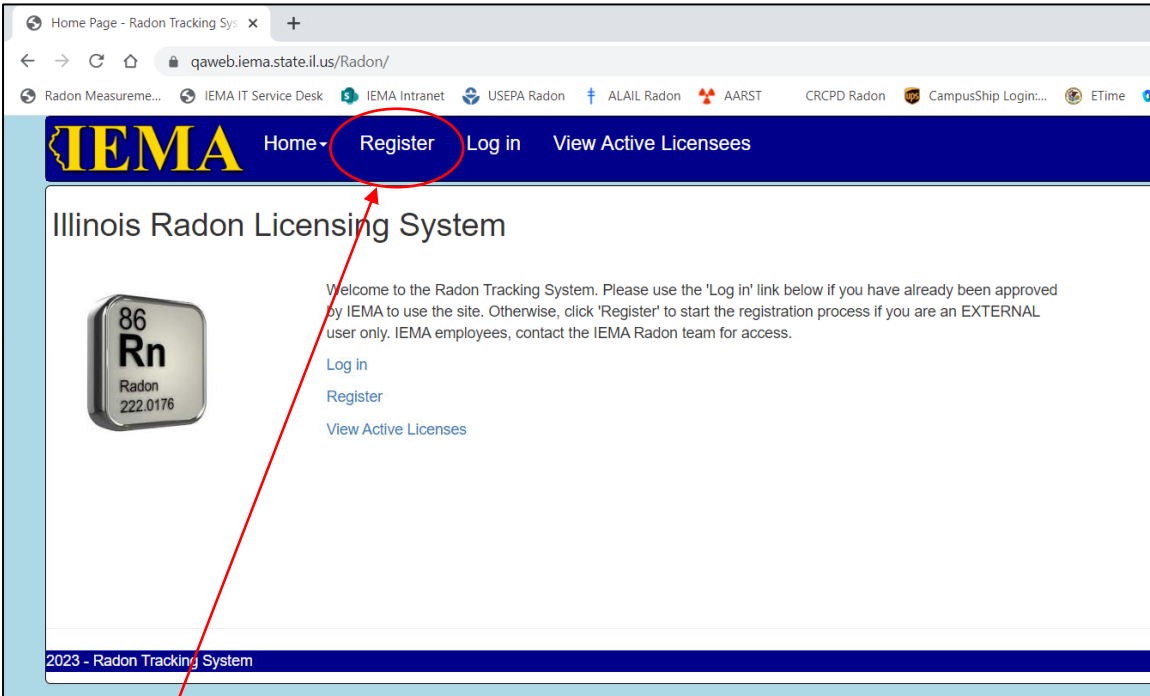 Home Page - Radon Tracking Sys
qaweb.iema.state.il.us/Radon/
Radon Measureme... IEMA IT Service Desk IEMA Intranet USEPA Radon ALAIL Radon AARST CRCPD Radon CampusShip Login:... ETime
IEMA Home Register Log in View Active Licensees
Illinois Radon Licensing System
Welcome to the Radon Tracking System. Please use the 'Log in' link below if you have already been approved
by IEMA to use the site. Otherwise, click 'Register' to start the registration process if you are an EXTERNAL
user only. IEMA employees, contact the IEMA Radon team for access.
86
Rn
Radon
222.0176
Log in
Register
View Active Licenses
2023 - Radon Tracking System